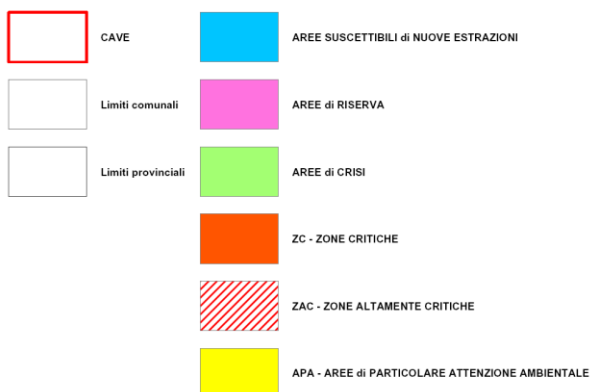 CAVE
AREE SUSCETTIBILI di NUOVE ESTRAZIONI
Limiti comunali
AREE di RISERVA
Limiti provinciali
AREE di CRISI
ZC - ZONE CRITICHE
ZAC - ZONE ALTAMENTE CRITICHE
APA - AREE di PARTICOLARE ATTENZIONE AMBIENTALE